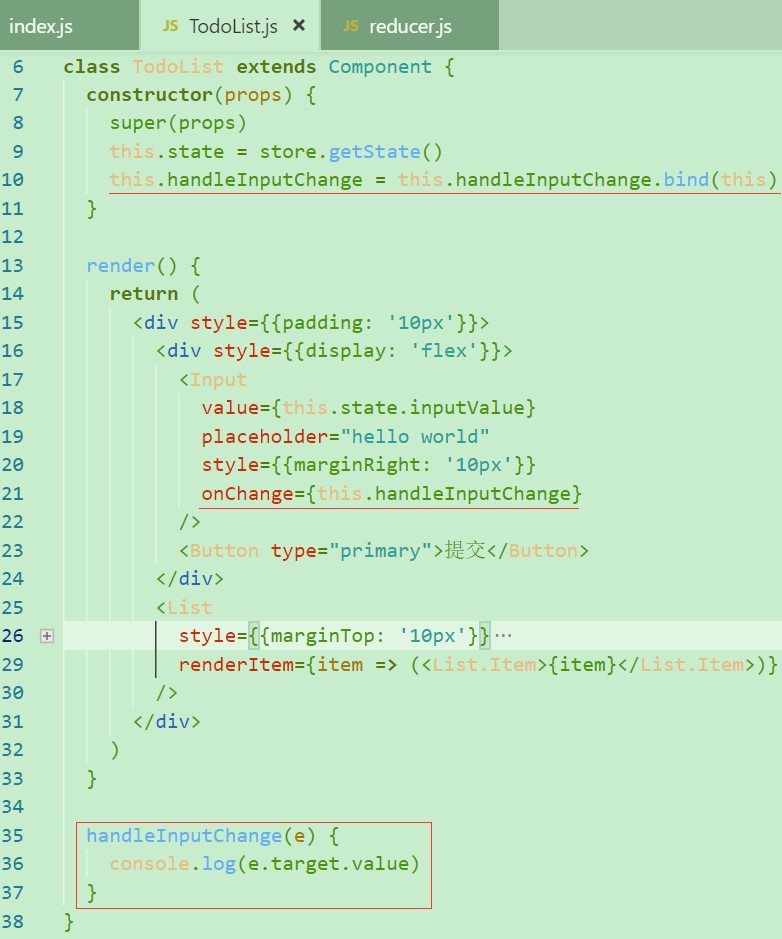 index.js JS TodoList.js × JS reducer.js
6 class TodoList extends Component {
7 constructor(props) {
8 super(props)
9 this.state = store.getState()
10 this.handleInputChange = this.handleInputChange.bind(this)
11 }
12
13 render() {
14 return (
15 <div style={{padding: '10px'}}>
16 <div style={{display: 'flex'}}>
17 <Input
18 value={this.state.inputValue}
19 placeholder="hello world"
20 style={{marginRight: '10px'}}
21 onChange={this.handleInputChange}
22 />
23 <Button type="primary">提交</Button>
24 </div>
25 <List
26 style={{marginTop: '10px'}}…
29 renderItem={item => (<List.Item>{item}</List.Item>)}
30 />
31 </div>
32 )
33 }
34
35 handleInputChange(e) {
36 console.log(e.target.value)
37 }
38 }